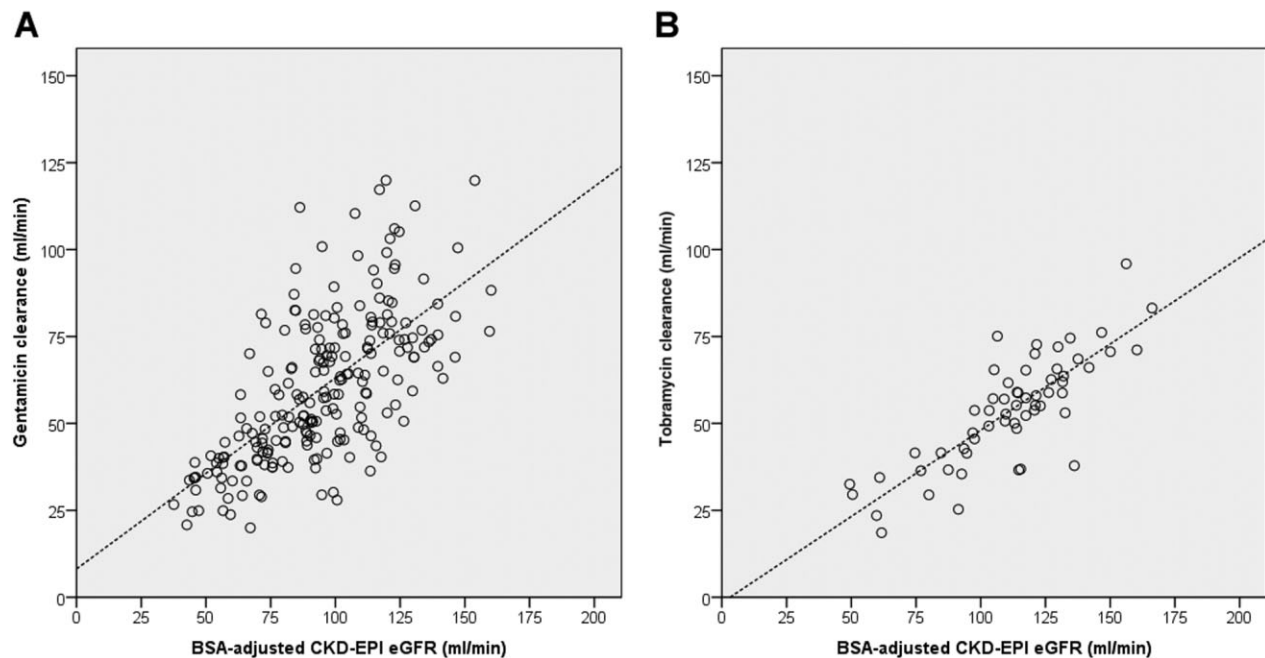 A
150
125
100
75
50
25
0
Gentamicin clearance (ml/min)
0 25 50 75 100 125 150 175 200
BSA-adjusted CKD-EPI eGFR (ml/min)
B
150
125
100
75
50
25
0
Tobramycin clearance (ml/min)
0 25 50 75 100 125 150 175 200
BSA-adjusted CKD-EPI eGFR (ml/min)